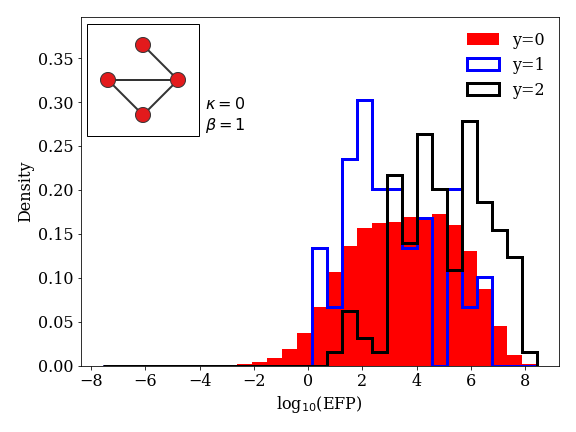 κ = 0
β = 1
y=0
y=1
y=2
Density
0.35
0.30
0.25
0.20
0.15
0.10
0.05
0.00
−8 −6 −4 −2 0 2 4 6 8
log₁₀(EFP)